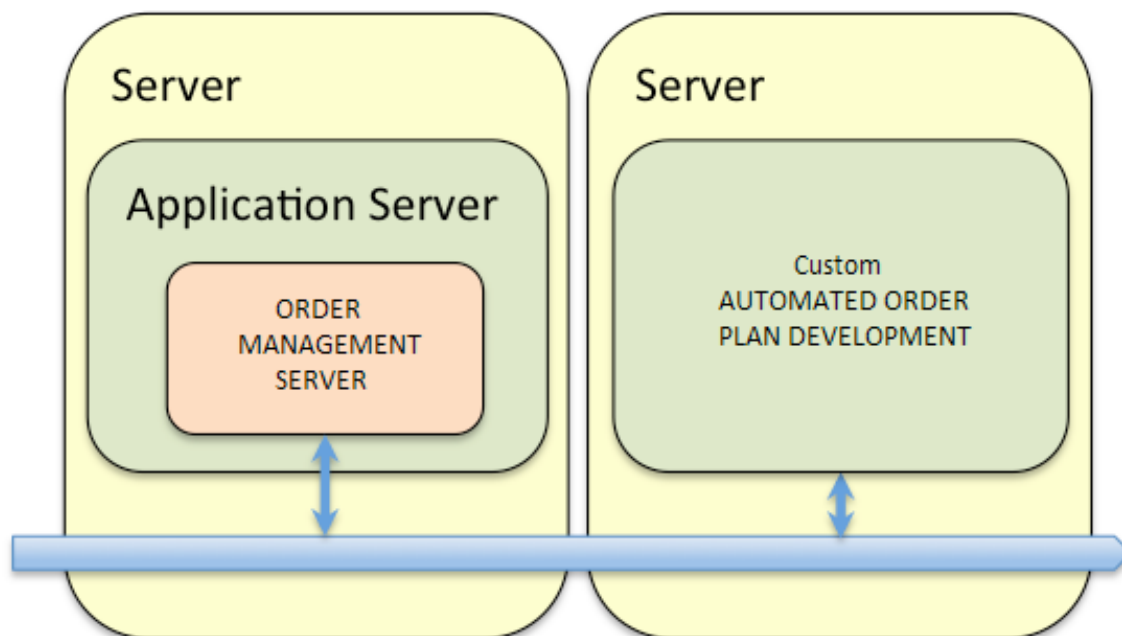 Server
Application Server
ORDER
MANAGEMENT
SERVER
Server
Custom
AUTOMATED ORDER
PLAN DEVELOPMENT